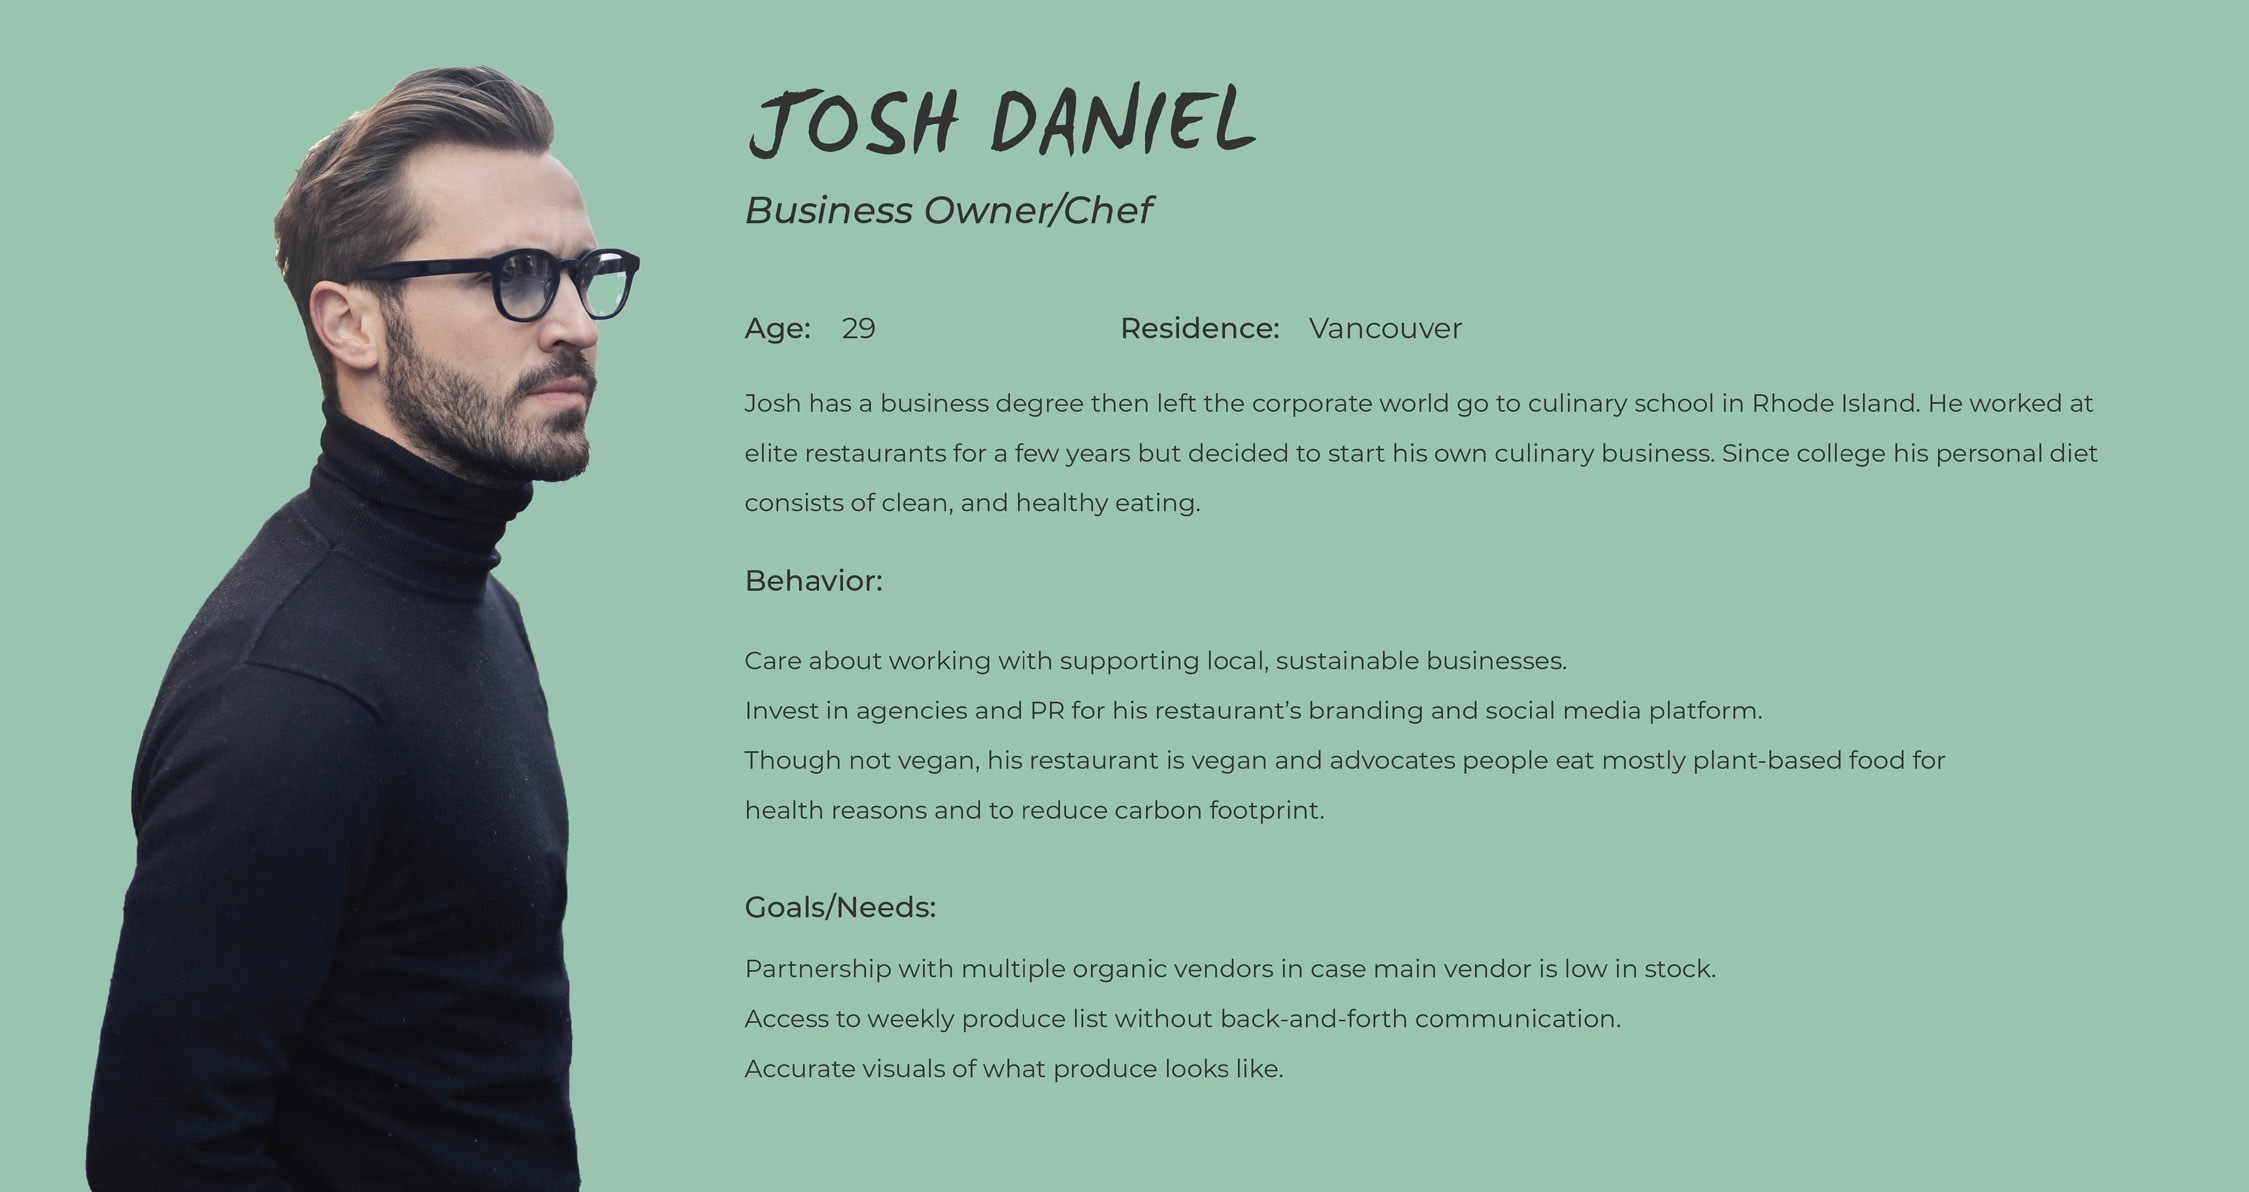 JOSH DANIEL
Business Owner/Chef
Age: 29 Residence: Vancouver
Josh has a business degree then left the corporate world go to culinary school in Rhode Island. He worked at
elite restaurants for a few years but decided to start his own culinary business. Since college his personal diet
consists of clean, and healthy eating.
Behavior:
Care about working with supporting local, sustainable businesses.
Invest in agencies and PR for his restaurant’s branding and social media platform.
Though not vegan, his restaurant is vegan and advocates people eat mostly plant-based food for
health reasons and to reduce carbon footprint.
Goals/Needs:
Partnership with multiple organic vendors in case main vendor is low in stock.
Access to weekly produce list without back-and-forth communication.
Accurate visuals of what produce looks like.